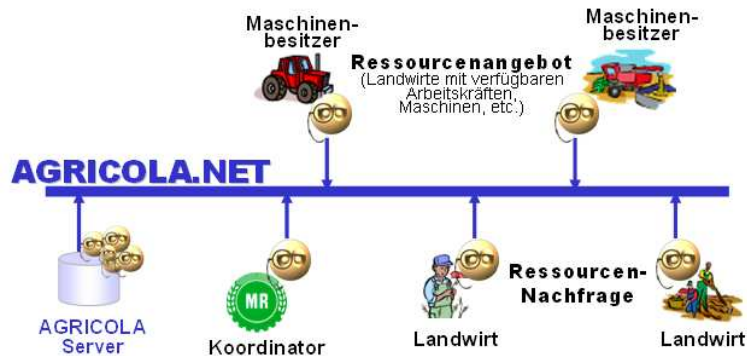 Maschinen-
besitzer
Maschinen-
besitzer
Ressourcenangebot
(Landwirte mit verfügbaren
Arbeitskräften,
Maschinen, etc.)
AGRICOLA.NET
MR
Ressourcen-
Nachfrage
AGRICOLA
Server
Koordinator
Landwirt
Landwirt